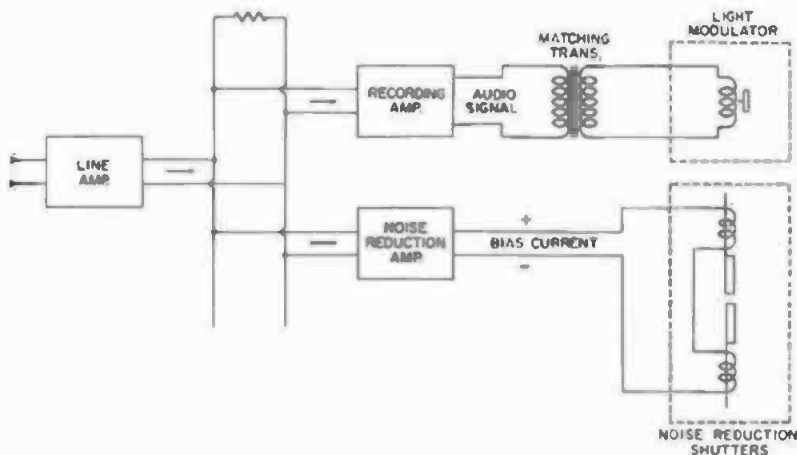 LIGHT
MODULATOR
MATCHING
TRANS.
RECORDING
AMP.
AUDIO
SIGNAL
LINE
AMP.
NOISE
REDUCTION
AMP.
+
BIAS CURRENT
-
NOISE REDUCTION
SHUTTERS